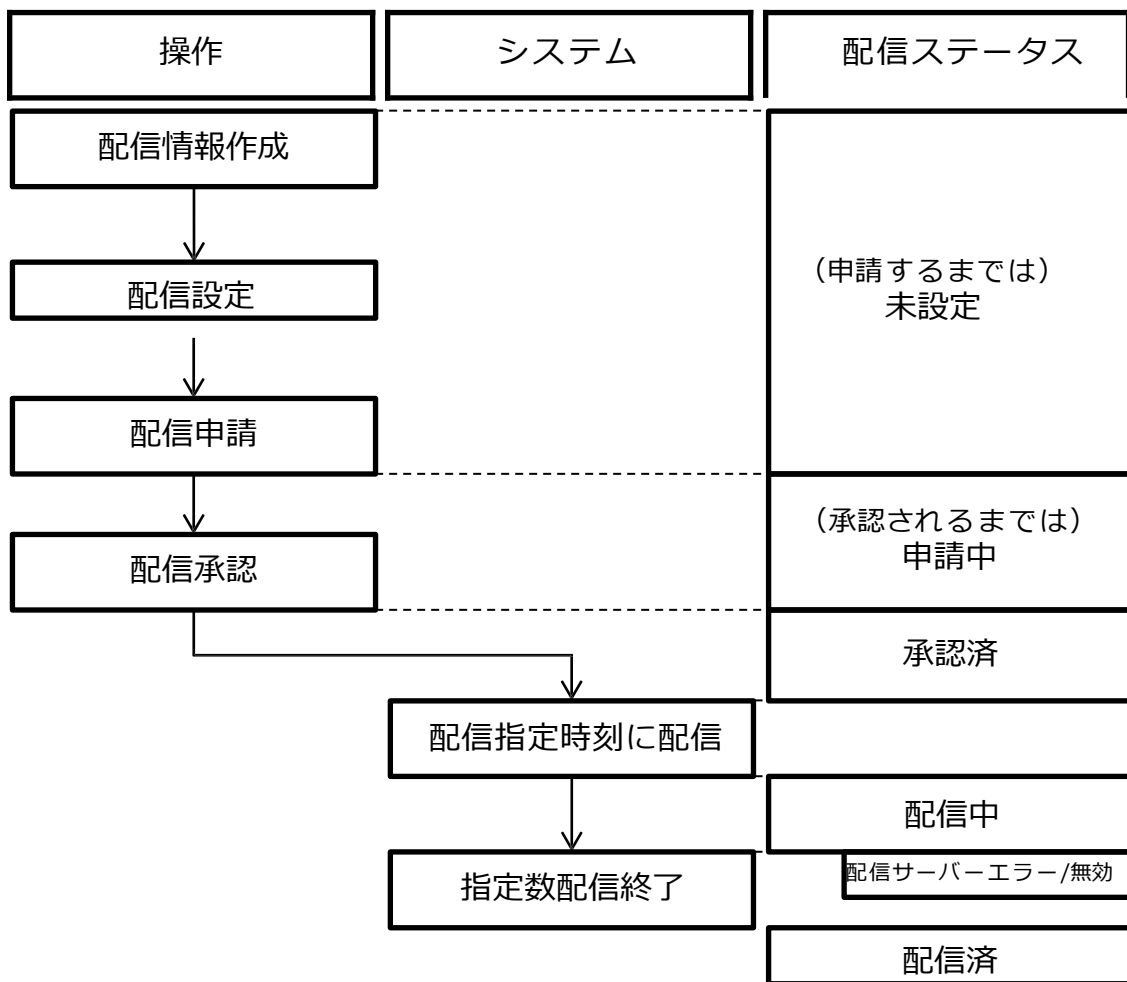 操作
システム
配信ステータス
配信情報作成
配信設定
（申請するまでは）
未設定
配信申請
（承認されるまでは）
申請中
配信承認
承認済
配信指定時刻に配信
配信中
配信サーバーエラー/無効
指定数配信終了
配信済